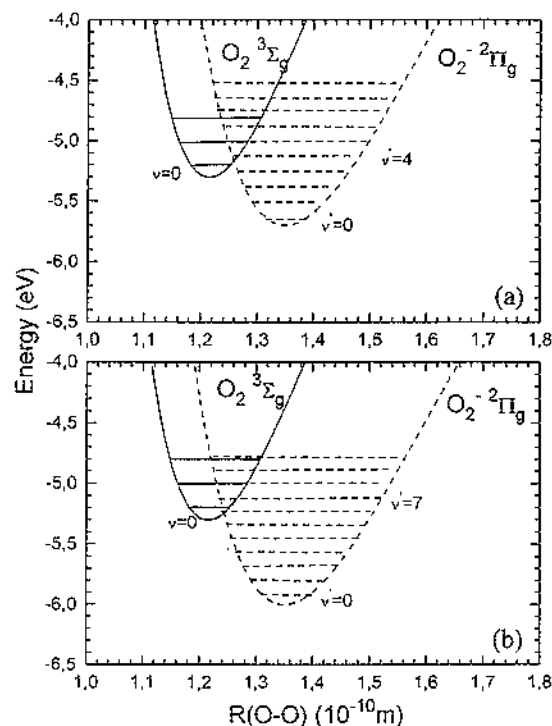 -4,0
O₂ ³Σg
O₂⁻ ²Πg
-4,5
-5,0
ν=0
ν'=4
-5,5
ν'=0
-6,0
(a)
-6,5
1,0 1,1 1,2 1,3 1,4 1,5 1,6 1,7 1,8
Energy (eV)
-4,0
O₂ ³Σg
O₂⁻ ²Πg
-4,5
-5,0
ν=0
ν'=7
-5,5
-6,0
ν'=0
(b)
-6,5
1,0 1,1 1,2 1,3 1,4 1,5 1,6 1,7 1,8
R(O-O) (10⁻¹⁰m)